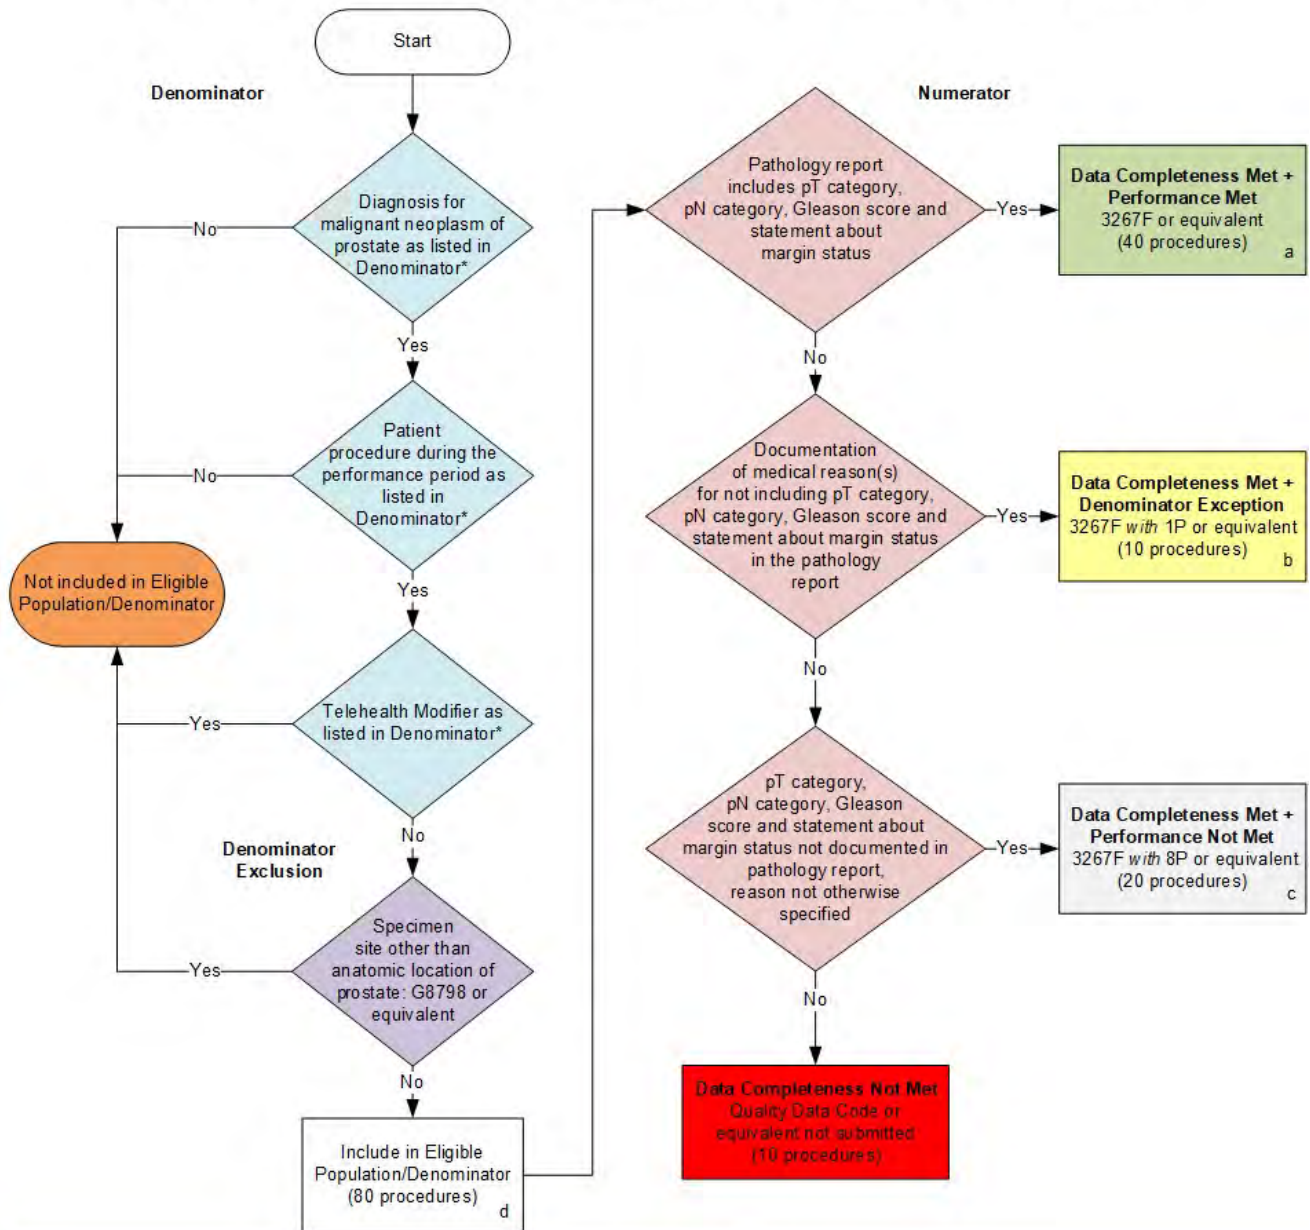 Start
Denominator
Diagnosis for
malignant neoplasm of
prostate as listed in
Denominator*
No
Yes
Patient
procedure during the
performance period as
listed in
Denominator*
No
Yes
Not included in Eligible
Population/Denominator
Telehealth Modifier as
listed in Denominator*
Yes
No
Denominator
Exclusion
Specimen
site other than
anatomic location of
prostate: G8798 or
equivalent
Yes
No
Include in Eligible
Population/Denominator
(80 procedures)
d
Numerator
Pathology report
includes pT category,
pN category, Gleason score and
statement about
margin status
Yes
Data Completeness Met +
Performance Met
3267F or equivalent
(40 procedures)
a
No
Documentation
of medical reason(s)
for not including pT category,
pN category, Gleason score and
statement about margin status
in the pathology
report
Yes
Data Completeness Met +
Denominator Exception
3267F with 1P or equivalent
(10 procedures)
b
No
pT category,
pN category, Gleason
score and statement about
margin status not documented in
pathology report,
reason not otherwise
specified
Yes
Data Completeness Met +
Performance Not Met
3267F with 8P or equivalent
(20 procedures)
c
No
Data Completeness Not Met
Quality Data Code or
equivalent not submitted
(10 procedures)